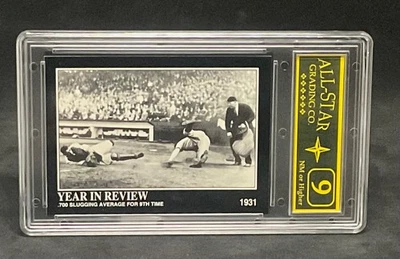 YEAR IN REVIEW
.700 SLUGGING AVERAGE FOR 9TH TIME
1931
ALL-STAR
GRADING CO.
9
NM or Higher